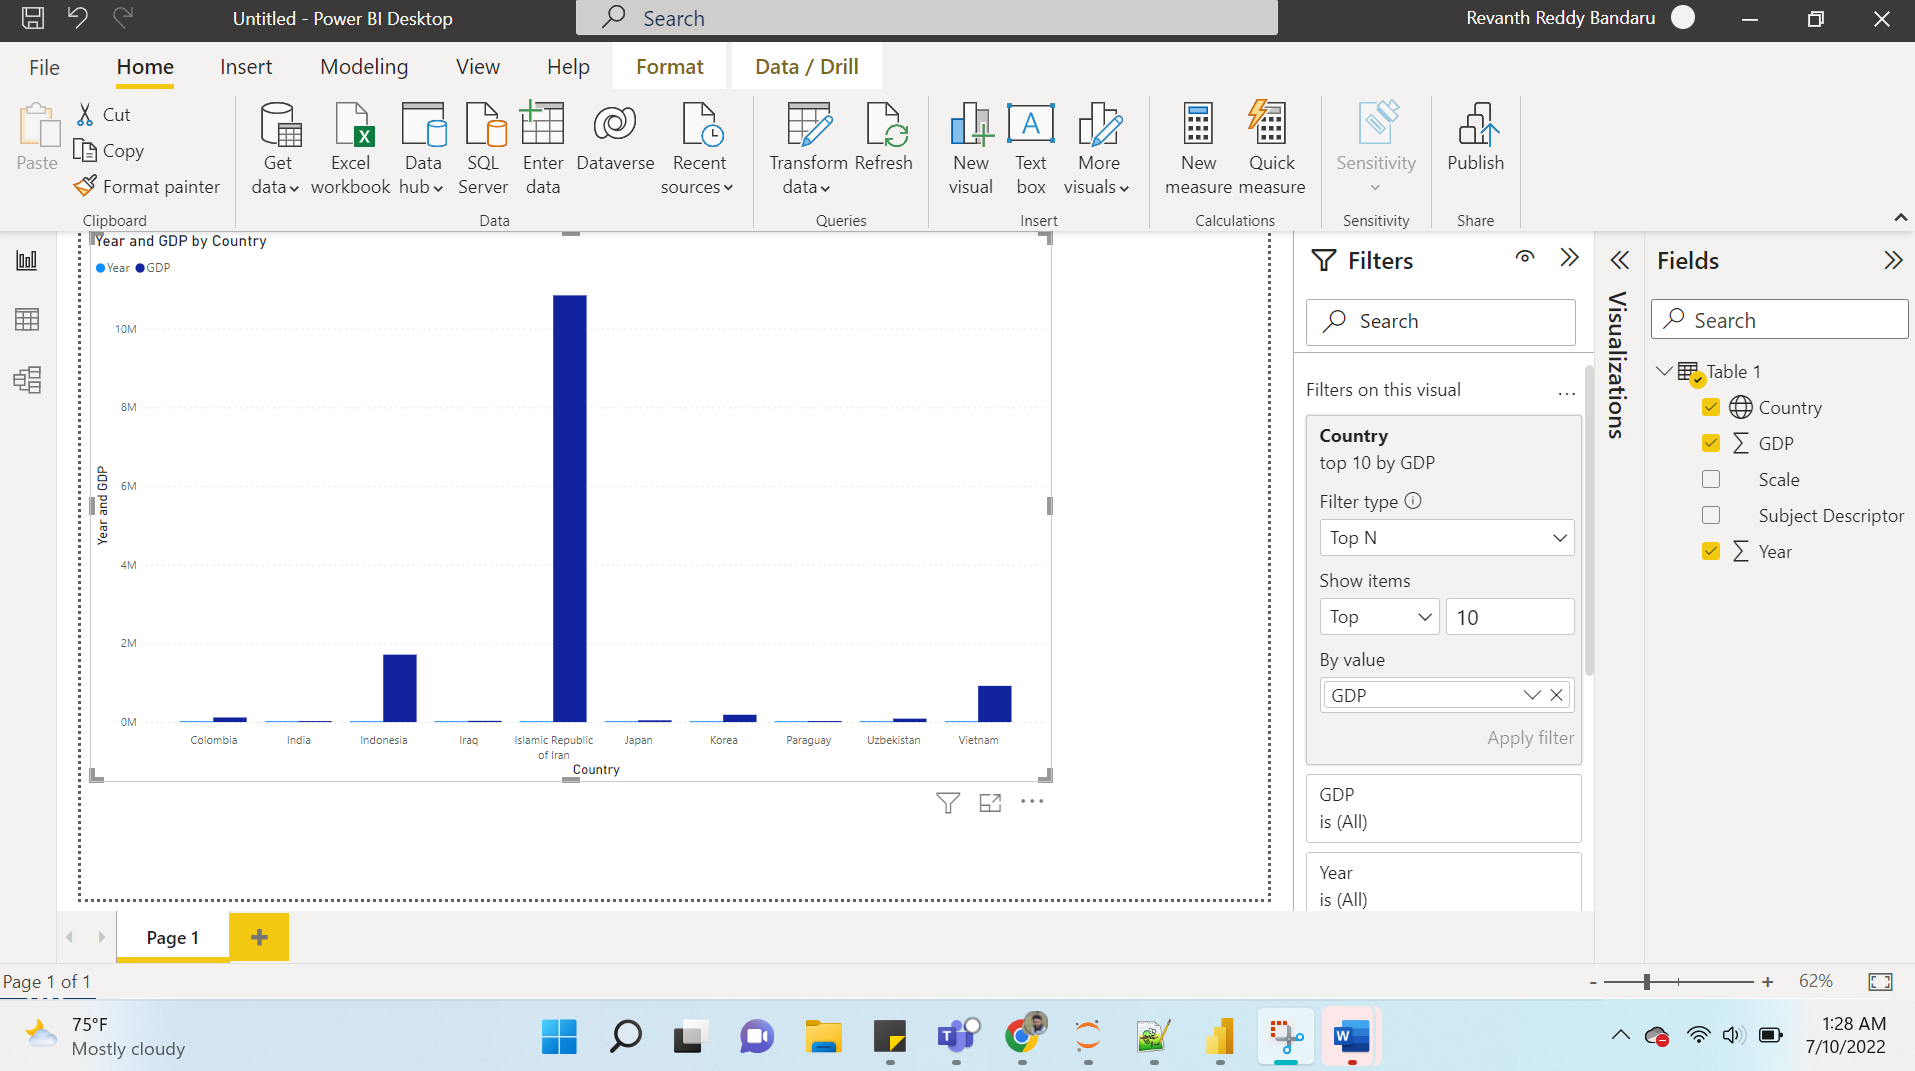 Untitled - Power BI Desktop
Search
Revanth Reddy Bandaru
File
Home
Insert
Modeling
View
Help
Format
Data / Drill
Paste
Cut
Copy
Format painter
Clipboard
Get data
Excel workbook
Data hub
SQL Server
Enter data
Dataverse
Recent sources
Data
Transform data
Refresh
Queries
New visual
Text box
More visuals
Insert
New measure
Quick measure
Calculations
Sensitivity
Sensitivity
Publish
Share
Year and GDP by Country
Year
GDP
10M
8M
6M
4M
2M
0M
Year and GDP
Colombia
India
Indonesia
Iraq
Islamic Republic
of Iran
Japan
Korea
Paraguay
Uzbekistan
Vietnam
Country
Filters
Search
Filters on this visual
Country
top 10 by GDP
Filter type
Top N
Show items
Top
10
By value
GDP
Apply filter
GDP
is (All)
Year
is (All)
Visualizations
Fields
Search
Table 1
Country
GDP
Scale
Subject Descriptor
Year
Page 1
Page 1 of 1
- + 62%
75°F
Mostly cloudy
1:28 AM
7/10/2022